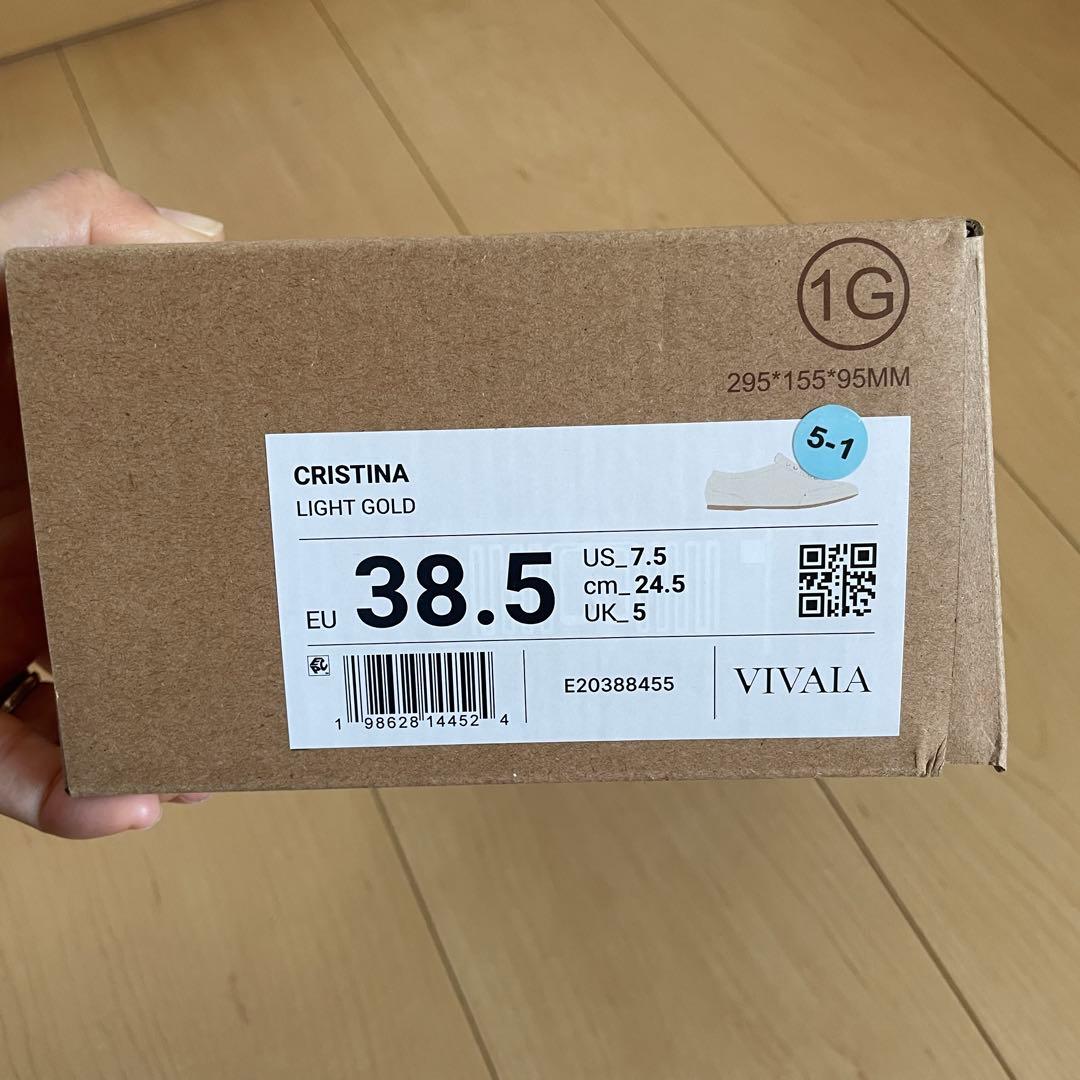 1G
295*155*95MM
5-1
CRISTINA
LIGHT GOLD
EU 38.5
US_7.5
cm_24.5
UK_5
1 98628 14452 4
E20388455
VIVAIA